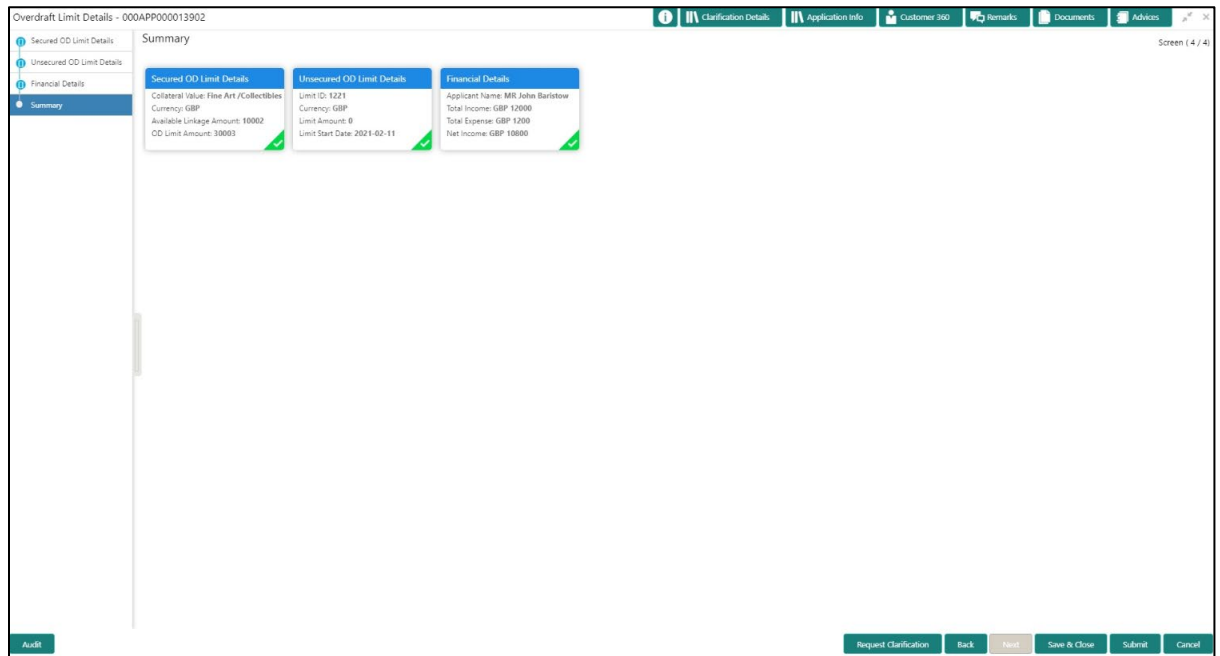 Overdraft Limit Details - 000APP000013902
Clarification Details
Application Info
Customer 360
Remarks
Documents
Advices
Secured OD Limit Details
Unsecured OD Limit Details
Financial Details
Summary
Summary
Screen ( 4 / 4)
Secured OD Limit Details
Collateral Value: Fine Art /Collectibles
Currency: GBP
Available Linkage Amount: 10002
OD Limit Amount: 30003
Unsecured OD Limit Details
Limit ID: 1221
Currency: GBP
Limit Amount: 0
Limit Start Date: 2021-02-11
Financial Details
Applicant Name: MR John Baristow
Total Income: GBP 12000
Total Expense: GBP 1200
Net Income: GBP 10800
Audit
Request Clarification
Back
Next
Save & Close
Submit
Cancel